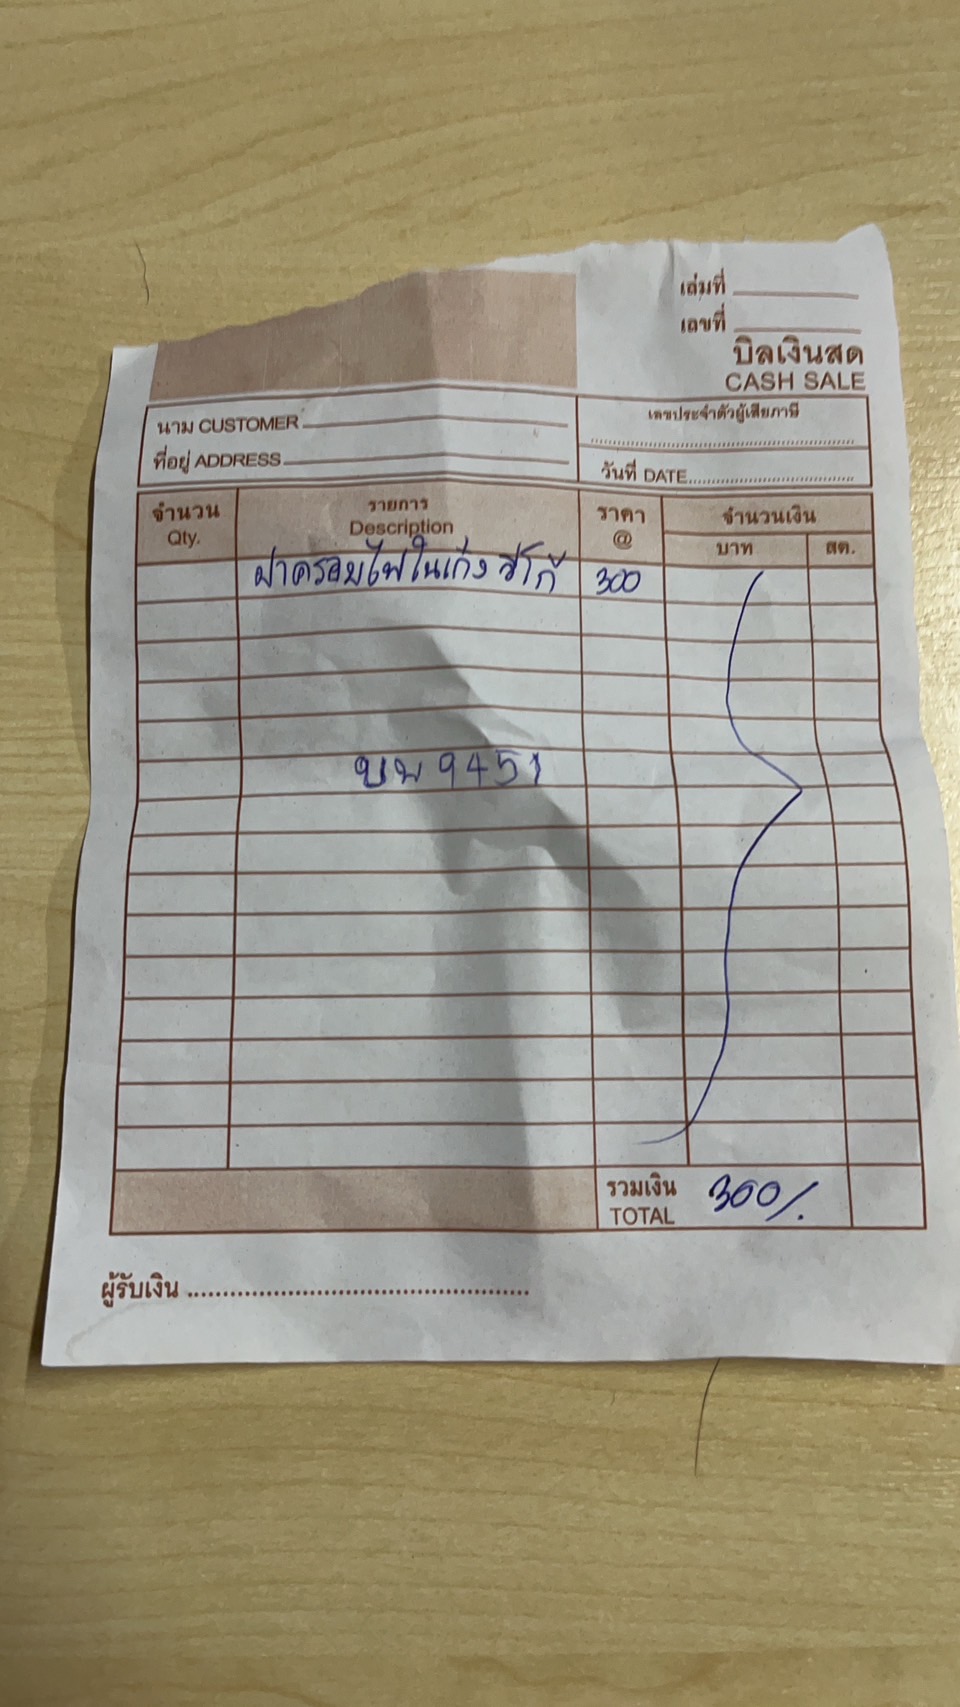 เล่มที่
เลขที่
บิลเงินสด
CASH SALE
นาม CUSTOMER
ที่อยู่ ADDRESS
เลขประจำตัวผู้เสียภาษี
วันที่ DATE
จำนวน รายการ ราคา จำนวนเงิน
Qty. Description @ บาท สต.
ฝาครอบไฟในเก๋ง วีโก้ 300
บบ 9451
รวมเงิน
TOTAL 300/.
ผู้รับเงิน